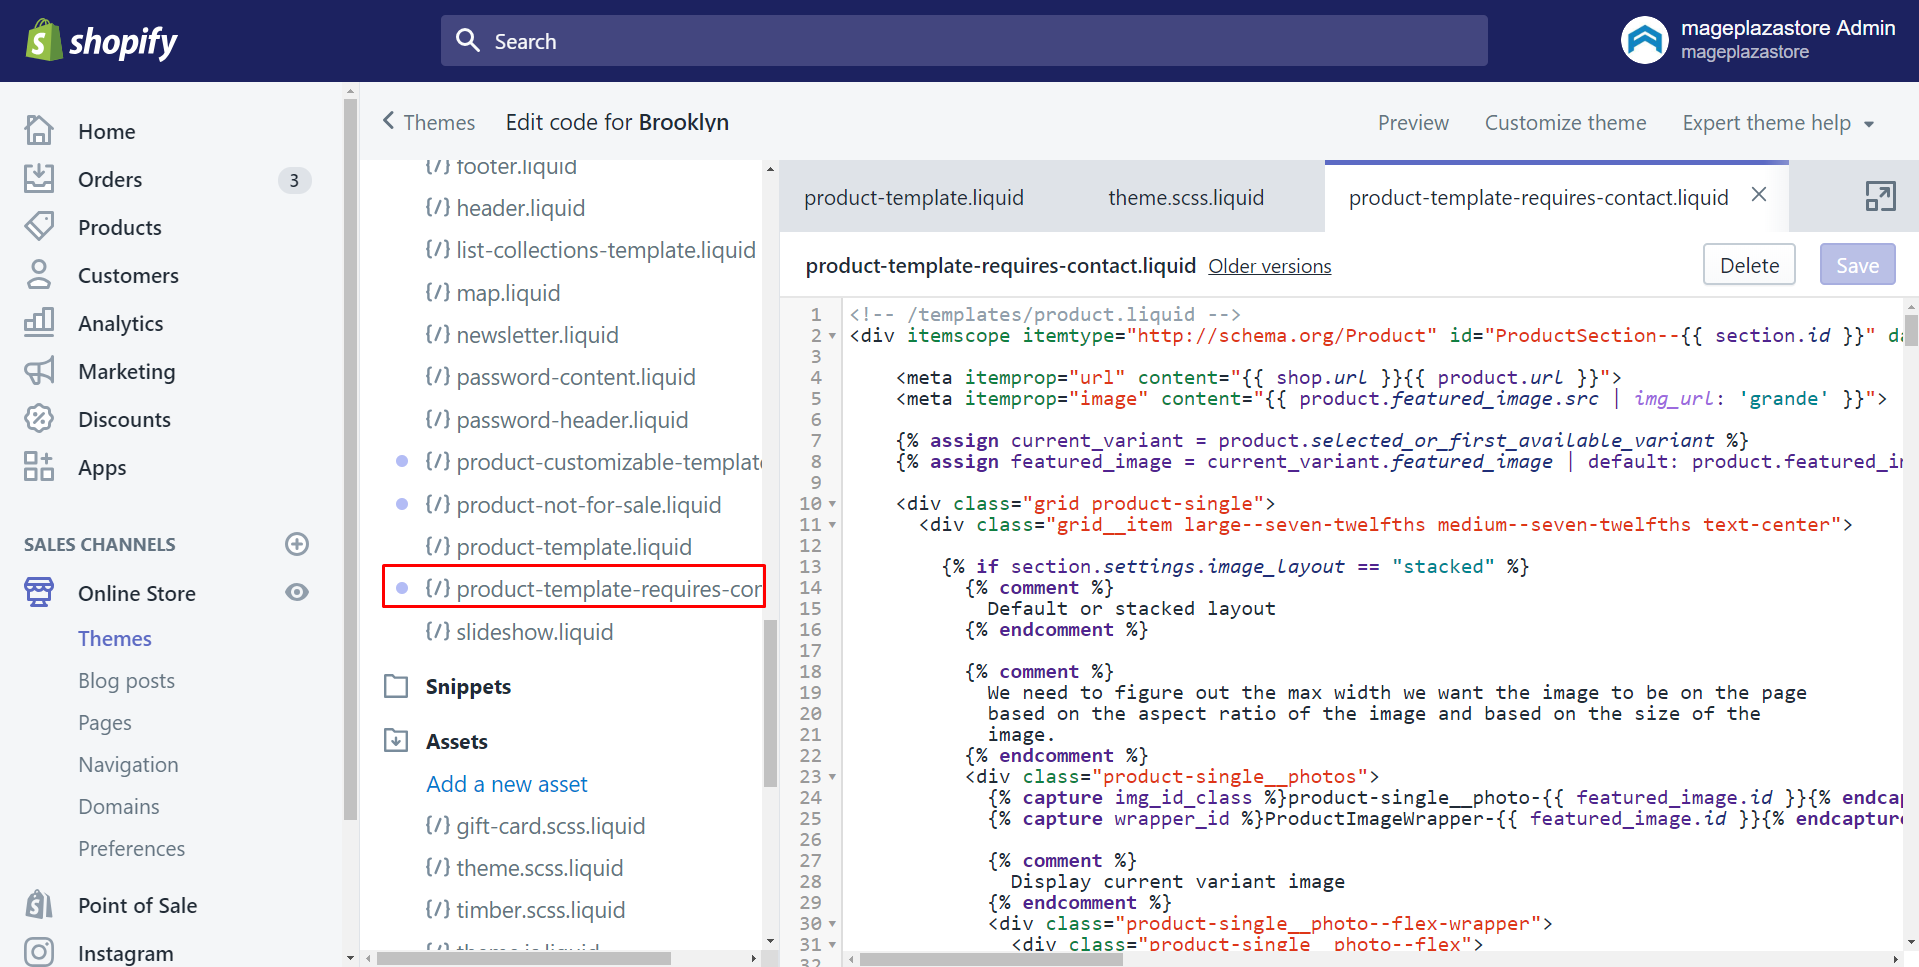 shopify
Search
mageplazastore Admin
mageplazastore
Home
Orders
3
Products
Customers
Analytics
Marketing
Discounts
Apps
SALES CHANNELS
Online Store
Themes
Blog posts
Pages
Navigation
Domains
Preferences
Point of Sale
Instagram
Themes
Edit code for Brooklyn
Preview
Customize theme
Expert theme help
{/} footer.liquid
{/} header.liquid
{/} list-collections-template.liquid
{/} map.liquid
{/} newsletter.liquid
{/} password-content.liquid
{/} password-header.liquid
{/} product-customizable-template
{/} product-not-for-sale.liquid
{/} product-template.liquid
{/} product-template-requires-con
{/} slideshow.liquid
Snippets
Assets
Add a new asset
{/} gift-card.scss.liquid
{/} theme.scss.liquid
{/} timber.scss.liquid
product-template.liquid
theme.scss.liquid
product-template-requires-contact.liquid
product-template-requires-contact.liquid Older versions
Delete
Save
1 <!-- /templates/product.liquid -->
2 <div itemscope itemtype="http://schema.org/Product" id="ProductSection--{{ section.id }}" da
3
4 <meta itemprop="url" content="{{ shop.url }}{{ product.url }}">
5 <meta itemprop="image" content="{{ product.featured_image.src | img_url: 'grande' }}">
6
7 {% assign current_variant = product.selected_or_first_available_variant %}
8 {% assign featured_image = current_variant.featured_image | default: product.featured_im
9
10 <div class="grid product-single">
11 <div class="grid__item large--seven-twelfths medium--seven-twelfths text-center">
12
13 {% if section.settings.image_layout == "stacked" %}
14 {% comment %}
15 Default or stacked layout
16 {% endcomment %}
17
18 {% comment %}
19 We need to figure out the max width we want the image to be on the page
20 based on the aspect ratio of the image and based on the size of the
21 image.
22 {% endcomment %}
23 <div class="product-single__photos">
24 {% capture img_id_class %}product-single__photo-{{ featured_image.id }}{% endcap
25 {% capture wrapper_id %}ProductImageWrapper-{{ featured_image.id }}{% endcapture
26
27 {% comment %}
28 Display current variant image
29 {% endcomment %}
30 <div class="product-single__photo--flex-wrapper">
31 <div class="product-single__photo--flex">
32